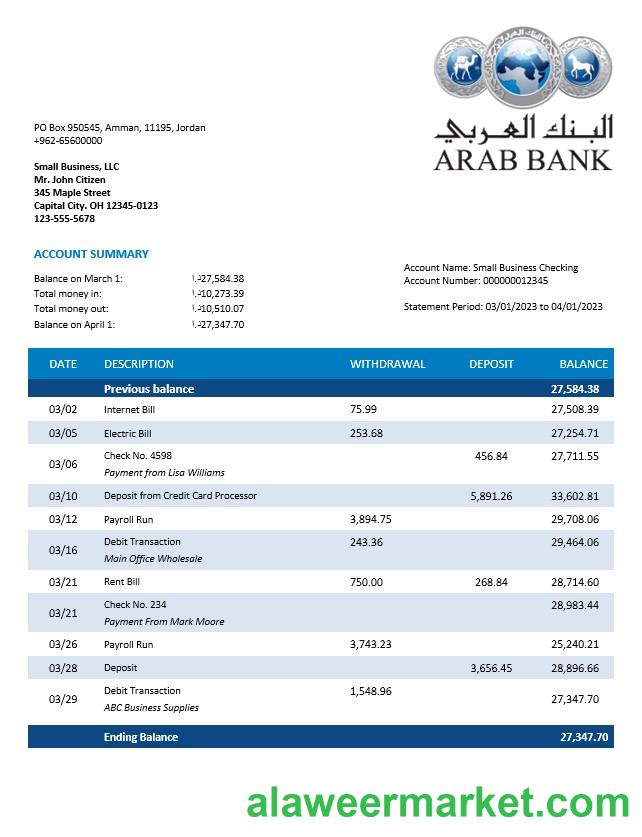 البنك العربي
ARAB BANK
PO Box 950545, Amman, 11195, Jordan
+962-65600000
Small Business, LLC
Mr. John Citizen
345 Maple Street
Capital City. OH 12345-0123
123-555-5678
ACCOUNT SUMMARY
Balance on March 1: د.ا27,584.38
Total money in: د.ا10,273.39
Total money out: د.ا10,510.07
Balance on April 1: د.ا27,347.70
Account Name: Small Business Checking
Account Number: 000000012345
Statement Period: 03/01/2023 to 04/01/2023
DATE DESCRIPTION WITHDRAWAL DEPOSIT BALANCE
Previous balance 27,584.38
03/02 Internet Bill 75.99 27,508.39
03/05 Electric Bill 253.68 27,254.71
03/06 Check No. 4598 456.84 27,711.55
Payment from Lisa Williams
03/10 Deposit from Credit Card Processor 5,891.26 33,602.81
03/12 Payroll Run 3,894.75 29,708.06
03/16 Debit Transaction 243.36 29,464.06
Main Office Wholesale
03/21 Rent Bill 750.00 268.84 28,714.60
03/21 Check No. 234 28,983.44
Payment From Mark Moore
03/26 Payroll Run 3,743.23 25,240.21
03/28 Deposit 3,656.45 28,896.66
03/29 Debit Transaction 1,548.96 27,347.70
ABC Business Supplies
Ending Balance 27,347.70
alaweermarket.com